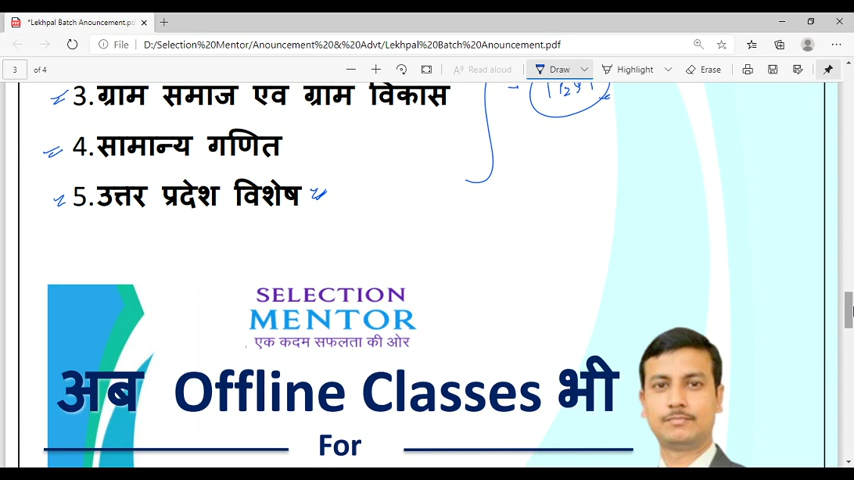 *Lekhpal Batch Anouncement.pd
File
D:/Selection%20Mentor/Anouncement%20&%20Advt/Lekhpal%20Batch%20Anouncement.pdf
3 of 4
Read aloud
Draw
Highlight
Erase
3.ग्राम समाज एवं ग्राम विकास
4.सामान्य गणित
5.उत्तर प्रदेश विशेष
SELECTION
MENTOR
एक कदम सफलता की ओर
अब Offline Classes भी
For